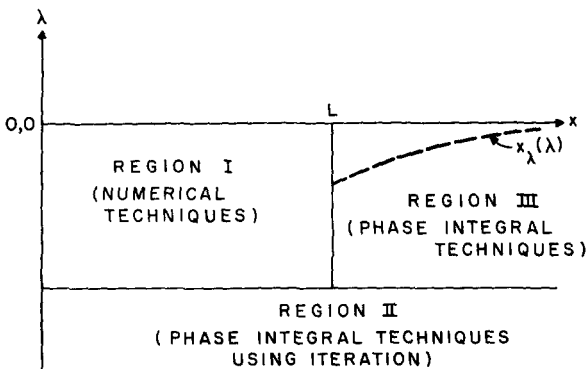 λ
L
0,0
x
x_λ(λ)
REGION I
(NUMERICAL
TECHNIQUES)
REGION III
(PHASE INTEGRAL
TECHNIQUES)
REGION II
(PHASE INTEGRAL TECHNIQUES
USING ITERATION)